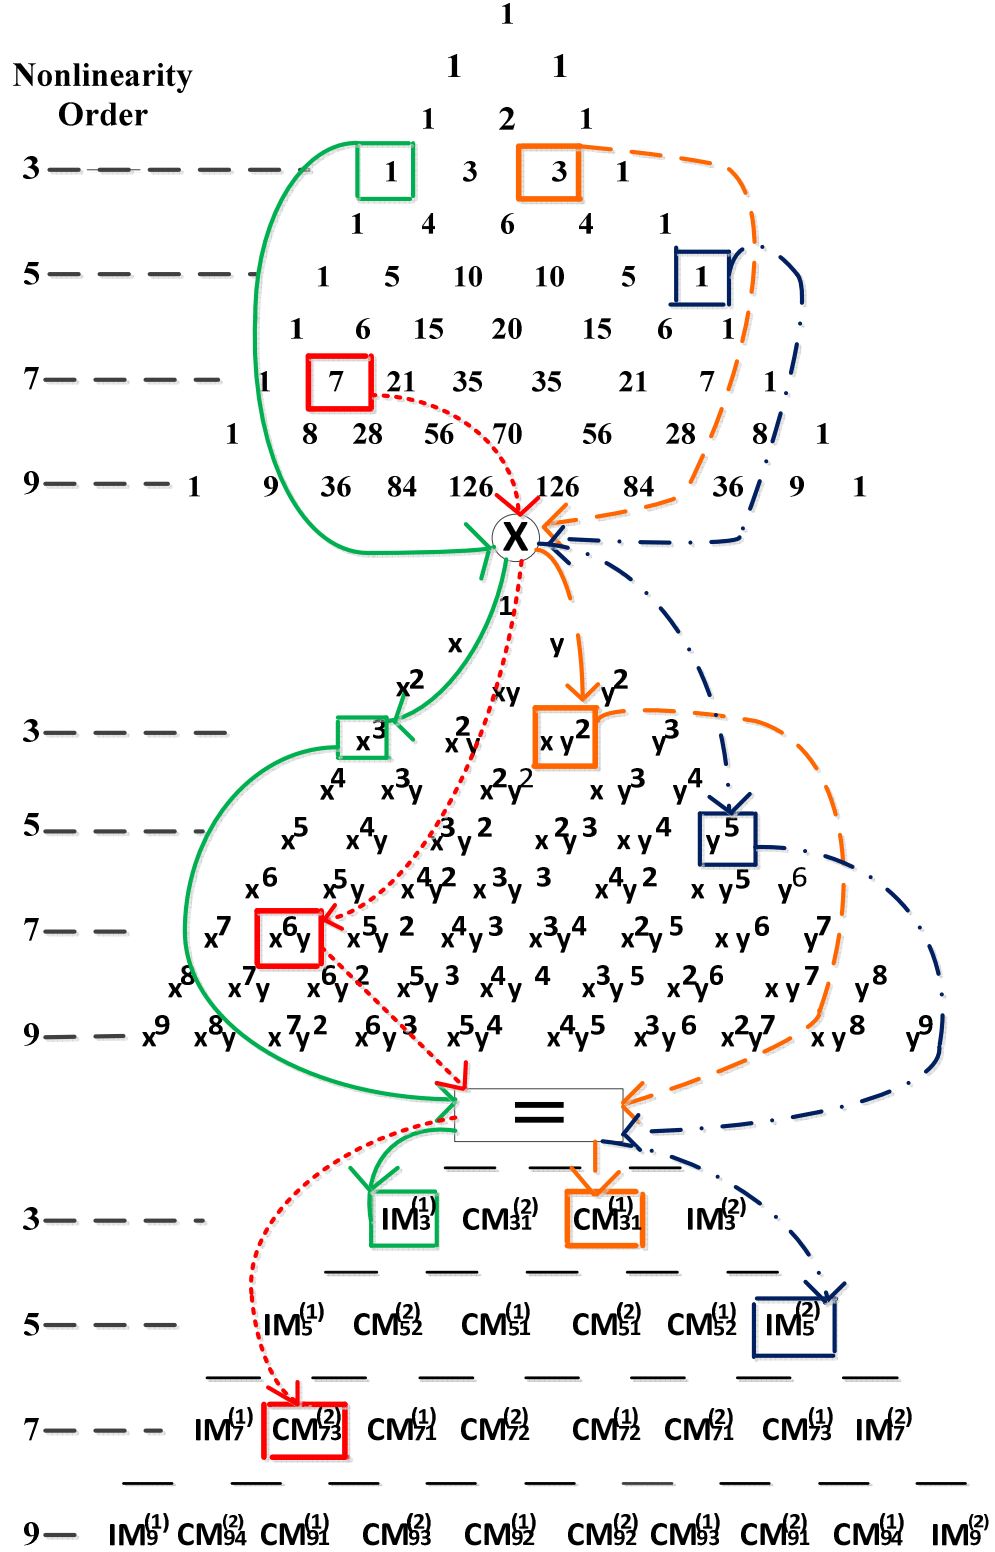 1
1 1
Nonlinearity
Order
1 2 1
3 1 3 3 1
1 4 6 4 1
5 1 5 10 10 5 1
1 6 15 20 15 6 1
7 1 7 21 35 35 21 7 1
1 8 28 56 70 56 28 8 1
9 1 9 36 84 126 126 84 36 9 1
X
1
x y
x² xy y²
3 x³ x²y x y² y³
x⁴ x³y x²y² x y³ y⁴
5 x⁵ x⁴y x³y² x²y³ x y⁴ y⁵
x⁶ x⁵y x⁴y² x³y³ x⁴y² x y⁵ y⁶
7 x⁷ x⁶y x⁵y² x⁴y³ x³y⁴ x²y⁵ x y⁶ y⁷
x⁸ x⁷y x⁶y² x⁵y³ x⁴y⁴ x³y⁵ x²y⁶ x y⁷ y⁸
9 x⁹ x⁸y x⁷y² x⁶y³ x⁵y⁴ x⁴y⁵ x³y⁶ x²y⁷ x y⁸ y⁹
=
3 IM₃⁽¹⁾ CM₃₁⁽²⁾ CM₃₁⁽¹⁾ IM₃⁽²⁾
5 IM₅⁽¹⁾ CM₅₂⁽²⁾ CM₅₁⁽¹⁾ CM₅₁⁽²⁾ CM₅₂⁽¹⁾ IM₅⁽²⁾
7 IM₇⁽¹⁾ CM₇₃⁽²⁾ CM₇₁⁽¹⁾ CM₇₂⁽²⁾ CM₇₂⁽¹⁾ CM₇₁⁽²⁾ CM₇₃⁽¹⁾ IM₇⁽²⁾
9 IM₉⁽¹⁾ CM₉₄⁽²⁾ CM₉₁⁽¹⁾ CM₉₃⁽²⁾ CM₉₂⁽¹⁾ CM₉₂⁽²⁾ CM₉₃⁽¹⁾ CM₉₁⁽²⁾ CM₉₄⁽¹⁾ IM₉⁽²⁾